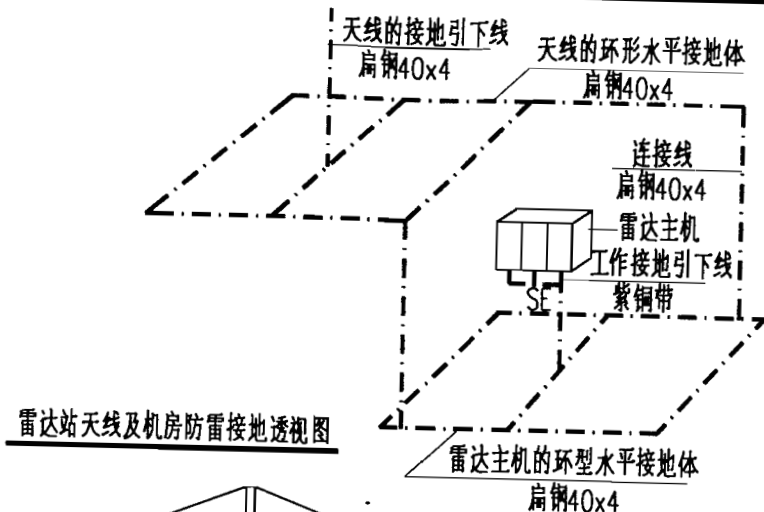 天线的接地引下线
扁钢40x4
天线的环形水平接地体
扁钢40x4
连接线
扁钢40x4
雷达主机
工作接地引下线
紫铜带
SE
雷达站天线及机房防雷接地透视图
雷达主机的环型水平接地体
扁钢40x4